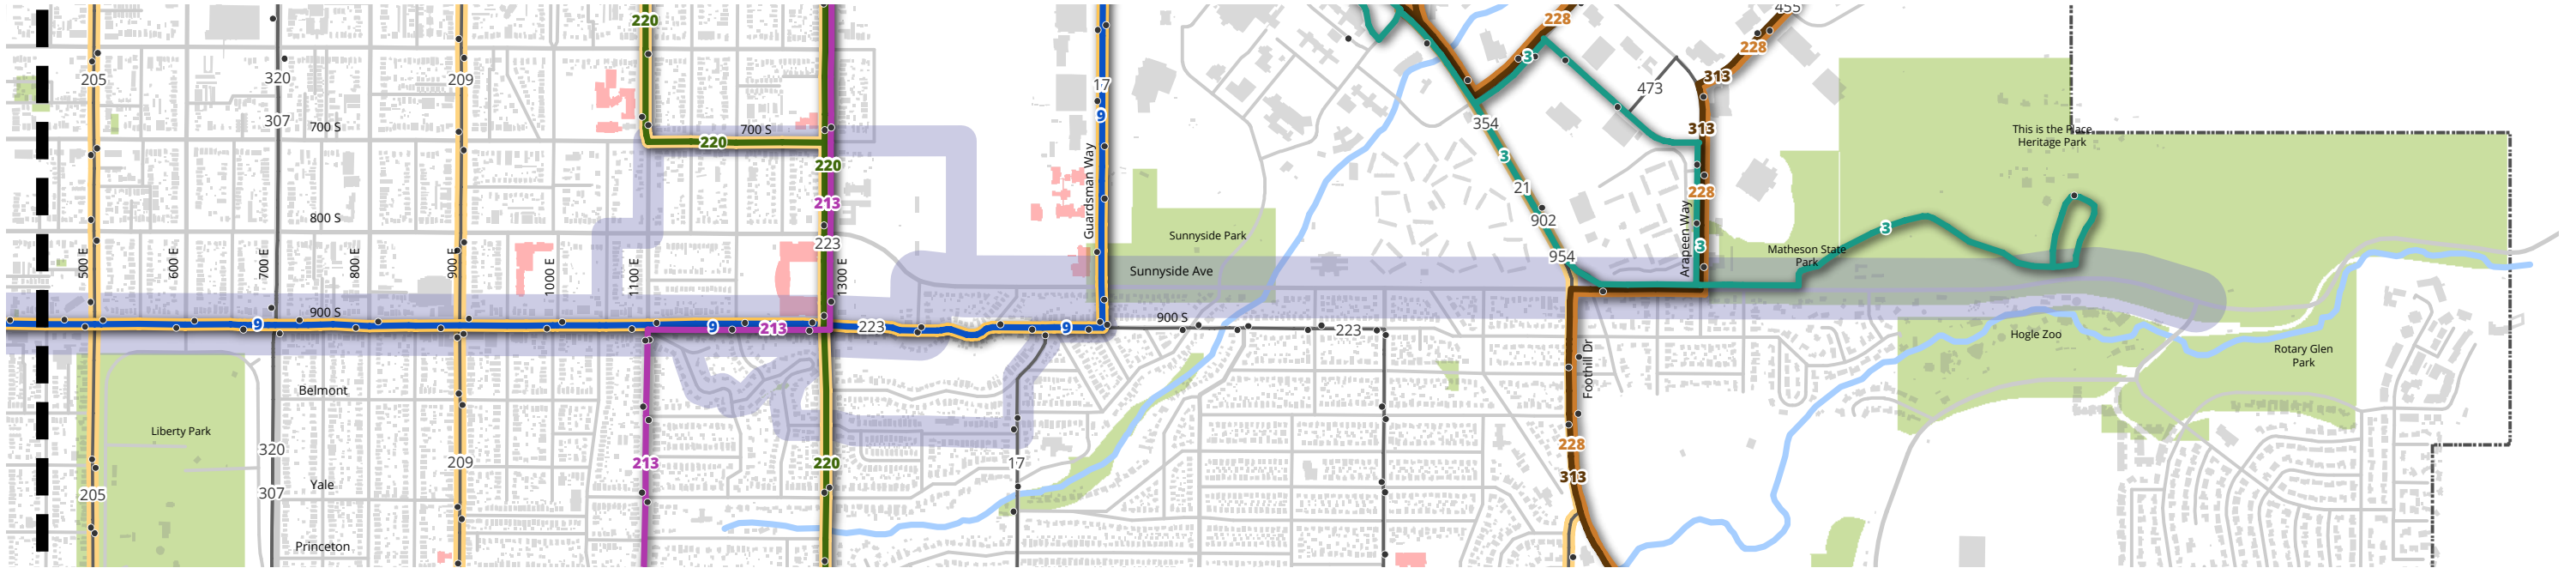 220
228
455
205
320
209
17
3
313
473
307
700 S
9
354
313
220
700 S
This is the Place
Heritage Park
220
Guardsman Way
3
21
228
213
800 S
902
Arapeen Way
3
Sunnyside Park
223
954
3
Matheson State
Park
500 E
600 E
700 E
800 E
900 E
1000 E
1100 E
1300 E
Sunnyside Ave
900 S
9
9
213
223
9
900 S
223
Hogle Zoo
Rotary Glen
Park
Foothill Dr
Belmont
Liberty Park
320
209
213
220
17
228
313
205
307
Yale
Princeton